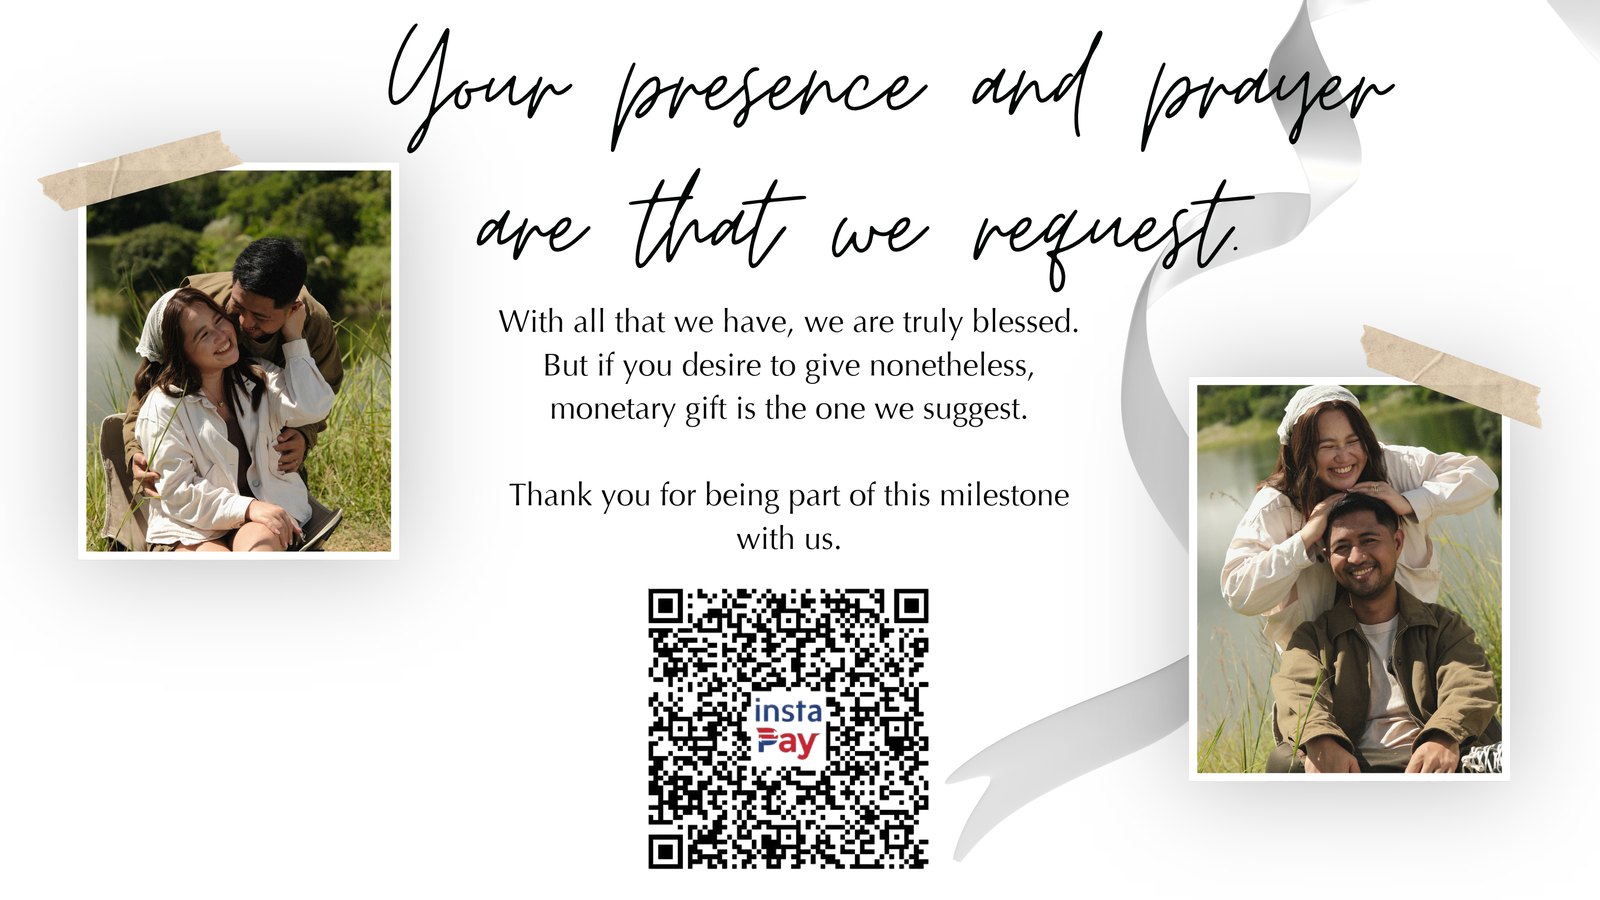 Your presence and prayer
are that we request.
With all that we have, we are truly blessed.
But if you desire to give nonetheless,
monetary gift is the one we suggest.
Thank you for being part of this milestone
with us.
insta
Pay